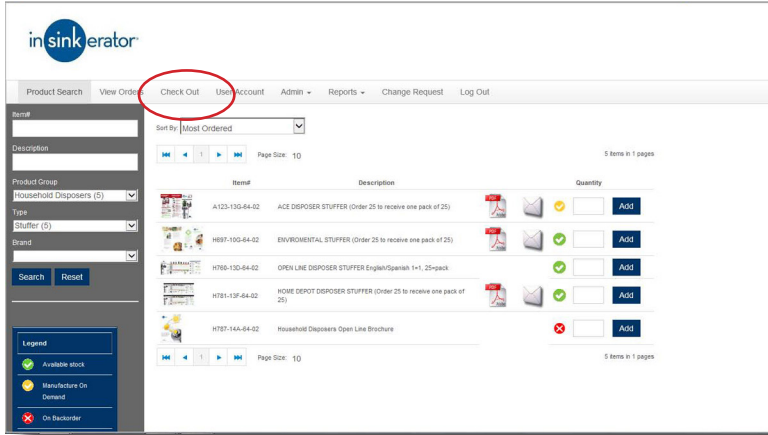 insinkerator
Product Search View Orders Check Out User Account Admin Reports Change Request Log Out
Item#
Description
Product Group
Household Disposers (5)
Type
Stuffer (5)
Brand
Search Reset
Legend
Available stock
Manufacture On
Demand
On Backorder
Sort By: Most Ordered
1 Page Size: 10 5 items in 1 pages
Item# Description Quantity
A123-13G-64-02 ACE DISPOSER STUFFER (Order 25 to receive one pack of 25) Add
H697-10G-64-02 ENVIROMENTAL STUFFER (Order 25 to receive one pack of 25) Add
H760-13D-64-02 OPEN LINE DISPOSER STUFFER English/Spanish 1=1, 25=pack Add
H781-13F-64-02 HOME DEPOT DISPOSER STUFFER (Order 25 to receive one pack of
25) Add
H787-14A-64-02 Household Disposers Open Line Brochure Add
1 Page Size: 10 5 items in 1 pages